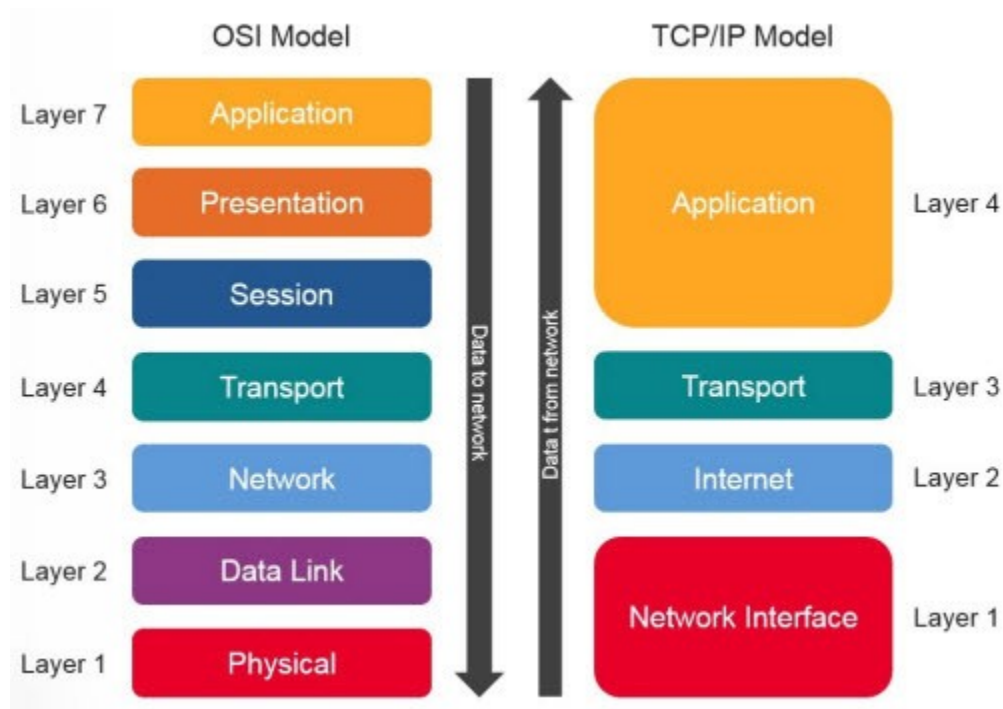 OSI Model
TCP/IP Model
Layer 7
Application
Layer 6
Presentation
Application
Layer 4
Layer 5
Session
Data to network
Data t from network
Layer 4
Transport
Transport
Layer 3
Layer 3
Network
Internet
Layer 2
Layer 2
Data Link
Network Interface
Layer 1
Layer 1
Physical